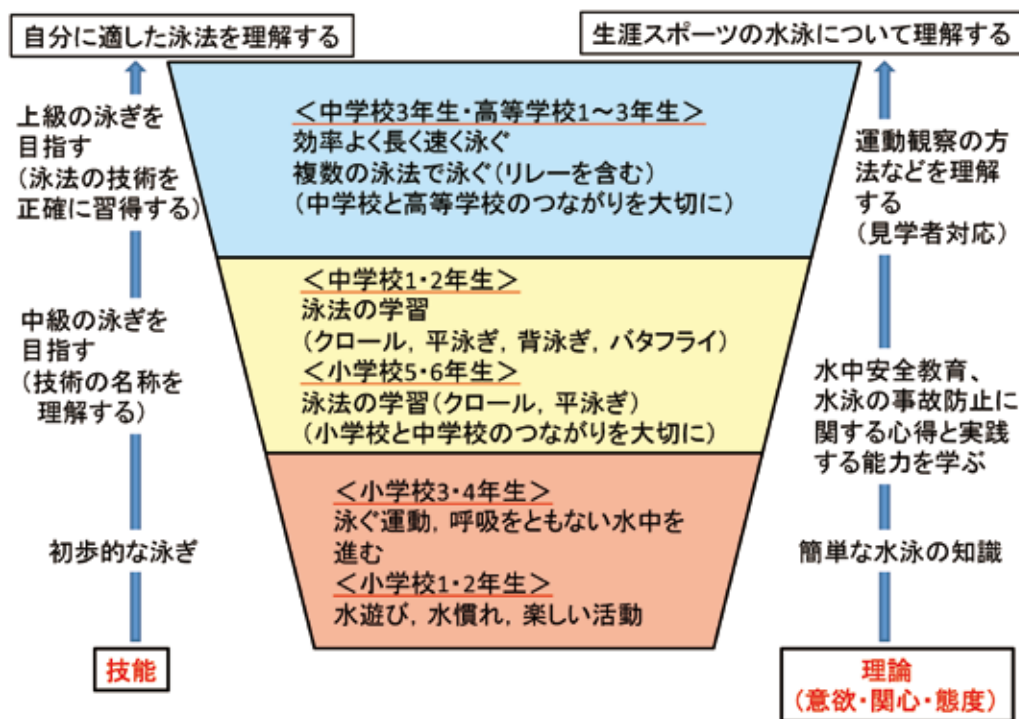 自分に適した泳法を理解する
生涯スポーツの水泳について理解する
上級の泳ぎを
目指す
(泳法の技術を
正確に習得する)
中級の泳ぎを
目指す
(技術の名称を
理解する)
初歩的な泳ぎ
技能
<中学校3年生・高等学校1～3年生>
効率よく長く速く泳ぐ
複数の泳法で泳ぐ(リレーを含む)
(中学校と高等学校のつながりを大切に)
<中学校1・2年生>
泳法の学習
(クロール, 平泳ぎ, 背泳ぎ, バタフライ)
<小学校5・6年生>
泳法の学習(クロール, 平泳ぎ)
(小学校と中学校のつながりを大切に)
<小学校3・4年生>
泳ぐ運動, 呼吸をともない水中を
進む
<小学校1・2年生>
水遊び, 水慣れ, 楽しい活動
運動観察の方
法などを理解
する
(見学者対応)
水中安全教育、
水泳の事故防止に
関する心得と実践
する能力を学ぶ
簡単な水泳の知識
理論
(意欲・関心・態度)